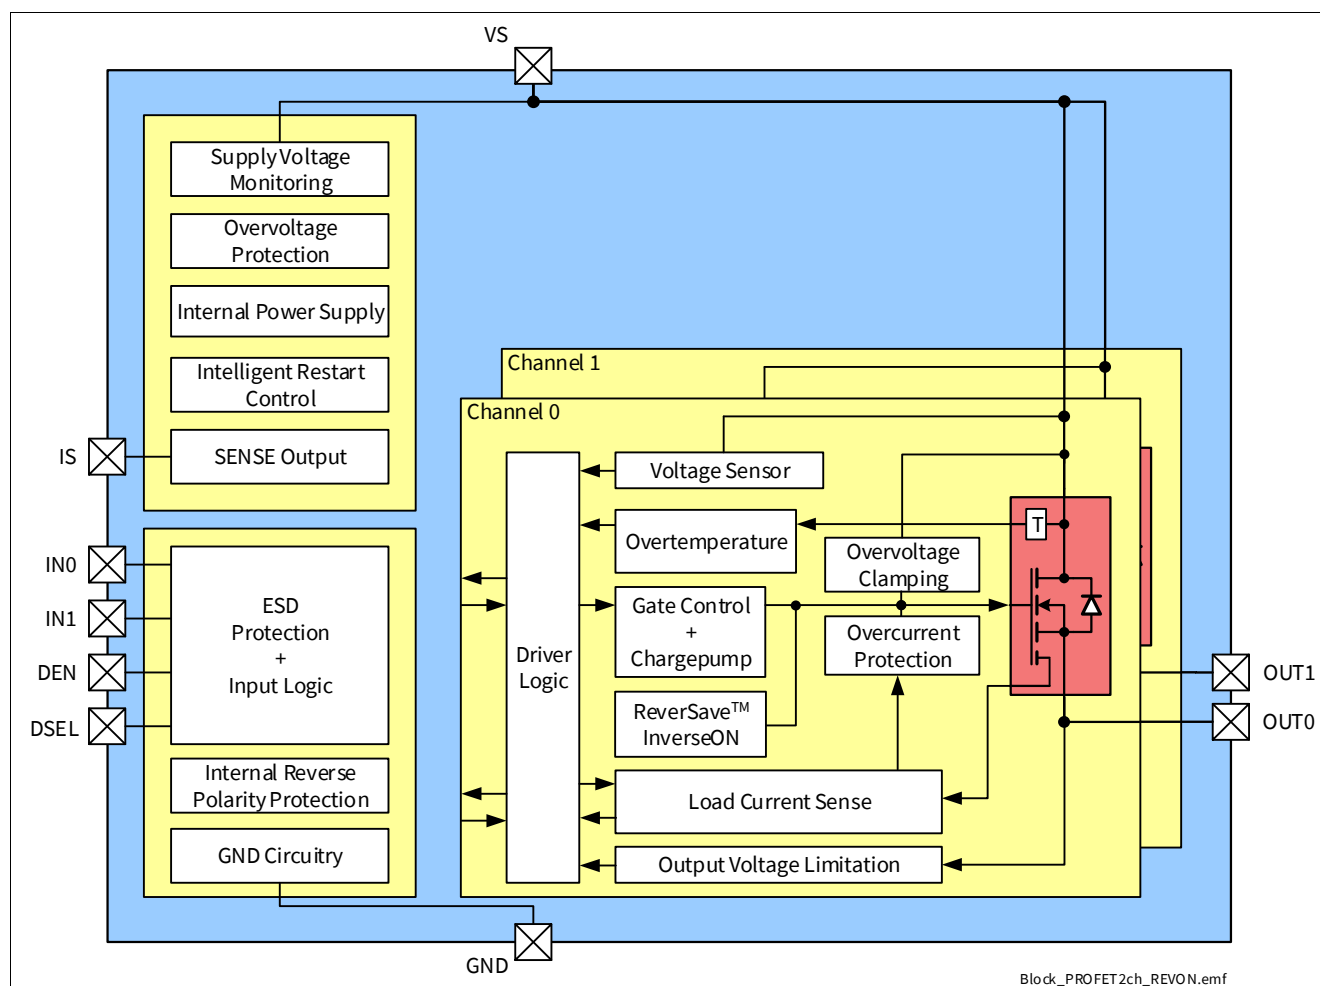 VS
Supply Voltage
Monitoring
Overvoltage
Protection
Internal Power Supply
Intelligent Restart
Control
SENSE Output
IS
IN0
IN1
DEN
DSEL
ESD
Protection
+
Input Logic
Internal Reverse
Polarity Protection
GND Circuitry
GND
Channel 1
Channel 0
Driver
Logic
Voltage Sensor
Overtemperature
T
Overvoltage
Clamping
Gate Control
+
Chargepump
Overcurrent
Protection
ReverSave™
InverseON
Load Current Sense
Output Voltage Limitation
OUT1
OUT0
Block_PROFET2ch_REVON.emf